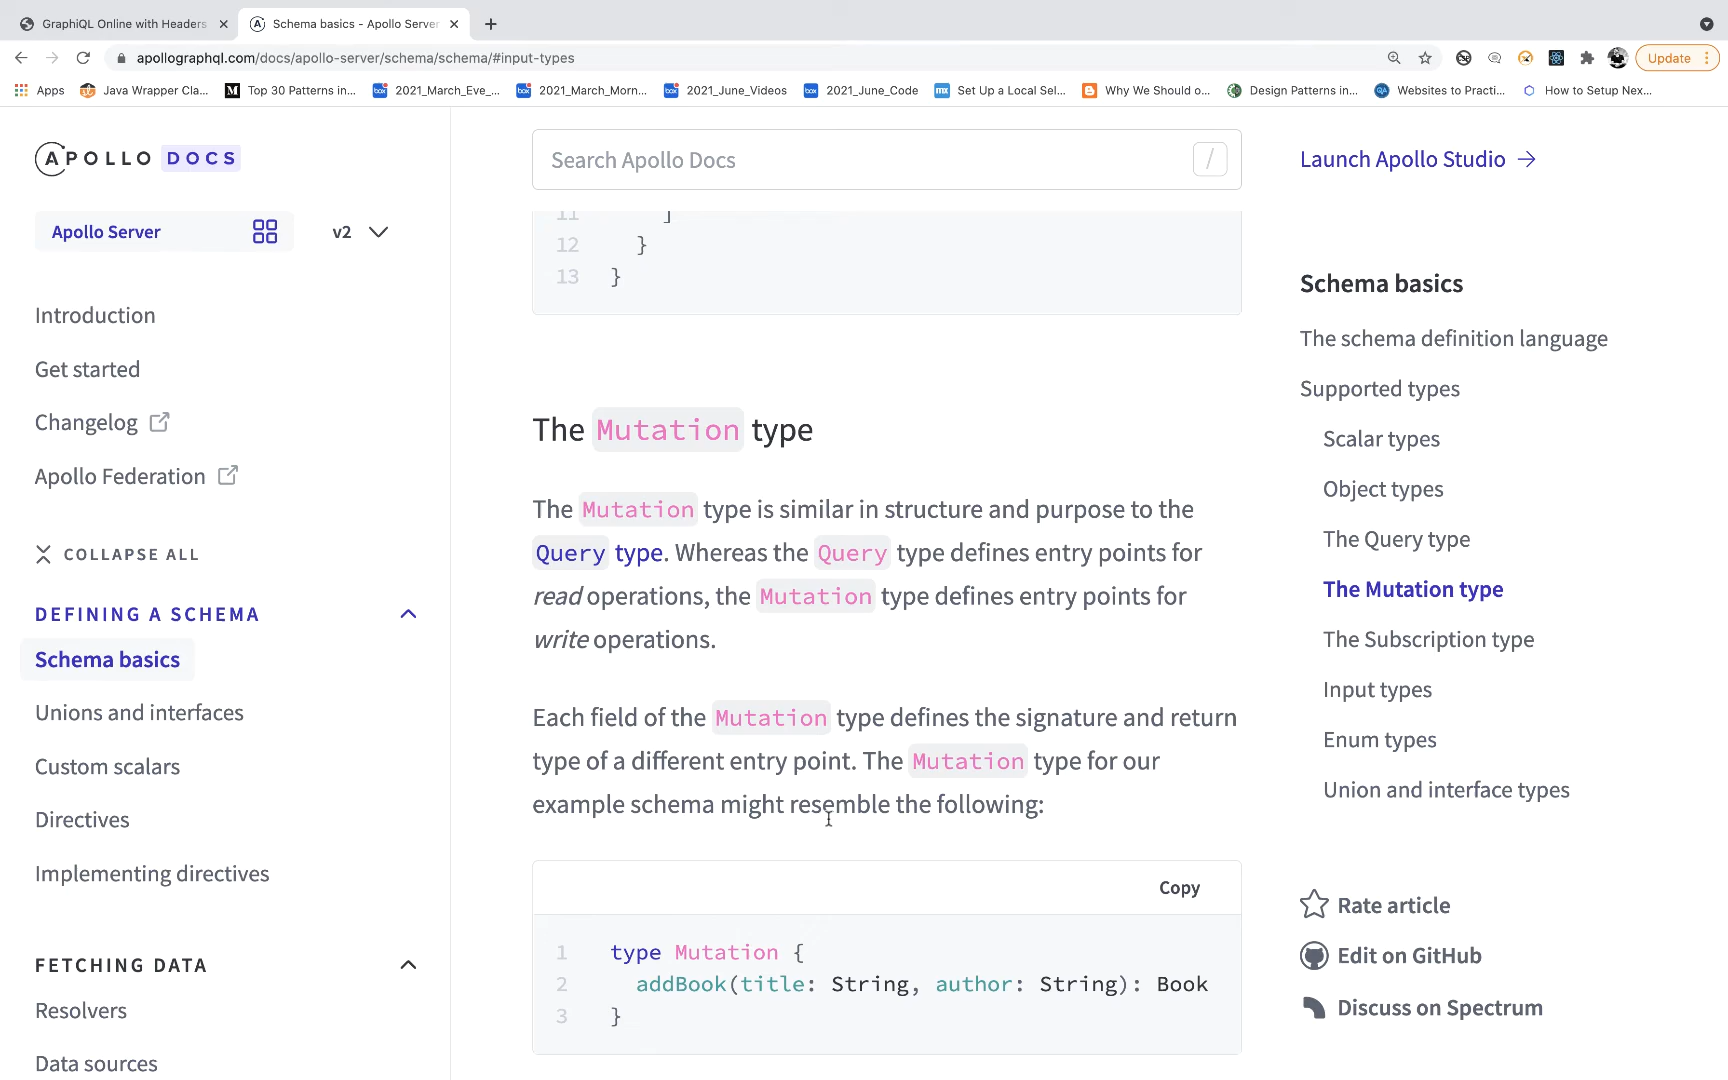 GraphiQL Online with Headers
Schema basics - Apollo Server
apollographql.com/docs/apollo-server/schema/schema/#input-types
Update
Apps
Java Wrapper Cla...
Top 30 Patterns in...
2021_March_Eve_...
2021_March_Morn...
2021_June_Videos
2021_June_Code
Set Up a Local Sel...
Why We Should o...
Design Patterns in...
Websites to Practi...
How to Setup Nex...
APOLLO DOCS
Apollo Server
v2
Introduction
Get started
Changelog
Apollo Federation
COLLAPSE ALL
DEFINING A SCHEMA
Schema basics
Unions and interfaces
Custom scalars
Directives
Implementing directives
FETCHING DATA
Resolvers
Data sources
Search Apollo Docs
/
11 ]
12 }
13 }
The Mutation type
The Mutation type is similar in structure and purpose to the
Query type. Whereas the Query type defines entry points for
read operations, the Mutation type defines entry points for
write operations.
Each field of the Mutation type defines the signature and return
type of a different entry point. The Mutation type for our
example schema might resemble the following:
Copy
1 type Mutation {
2 addBook(title: String, author: String): Book
3 }
Launch Apollo Studio →
Schema basics
The schema definition language
Supported types
Scalar types
Object types
The Query type
The Mutation type
The Subscription type
Input types
Enum types
Union and interface types
Rate article
Edit on GitHub
Discuss on Spectrum